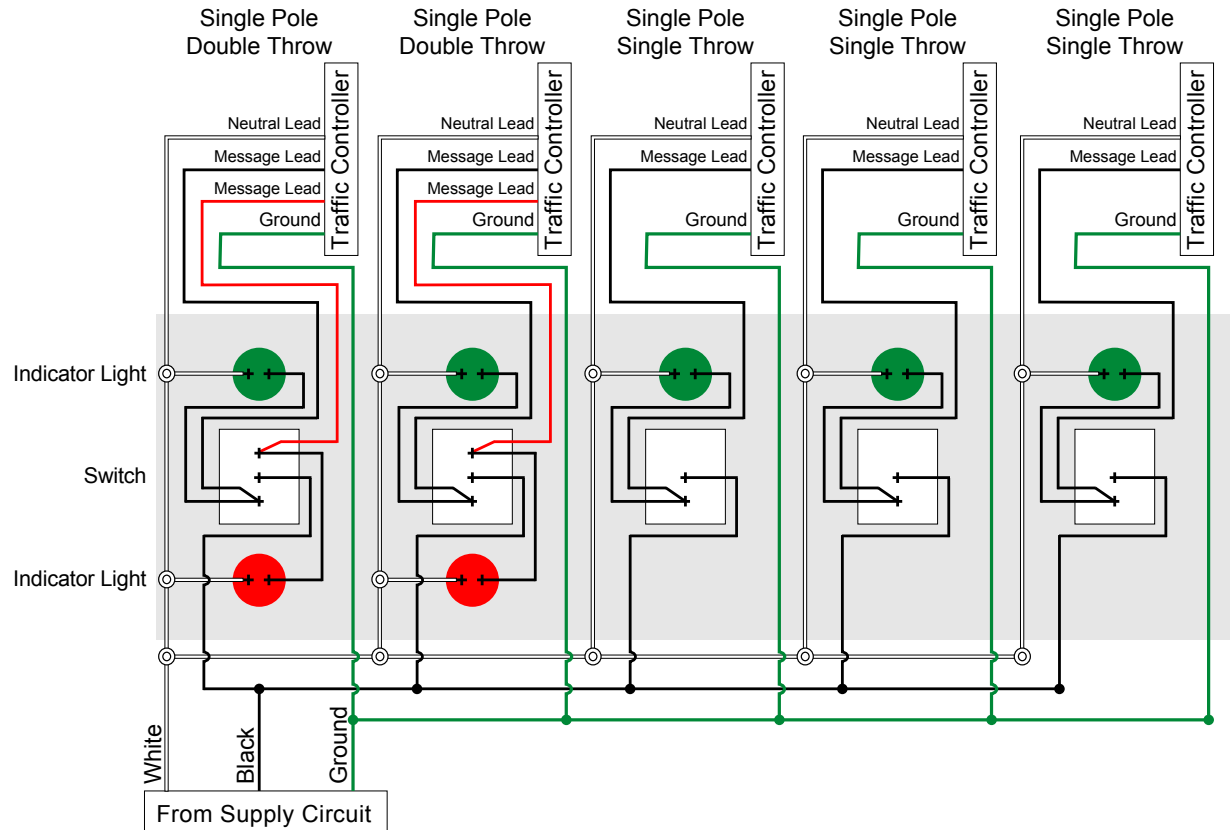 Single Pole
Double Throw
Single Pole
Double Throw
Single Pole
Single Throw
Single Pole
Single Throw
Single Pole
Single Throw
Neutral Lead
Message Lead
Message Lead
Ground
Traffic Controller
Neutral Lead
Message Lead
Message Lead
Ground
Traffic Controller
Neutral Lead
Message Lead
Ground
Traffic Controller
Neutral Lead
Message Lead
Ground
Traffic Controller
Neutral Lead
Message Lead
Ground
Traffic Controller
Indicator Light
Switch
Indicator Light
White
Black
Ground
From Supply Circuit